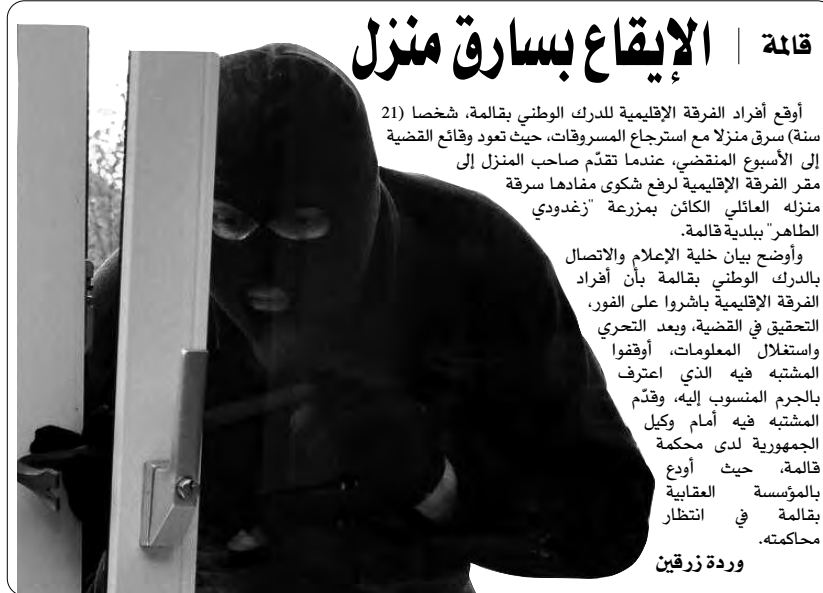 قالمة | الإيقاع بسارق منزل
أوقع أفراد الفرقة الإقليمية للدرك الوطني بقالمة، شخصا (21
سنة) سرق منزلا مع استرجاع المسروقات، حيث تعود وقائع القضية
إلى الأسبوع المنقضي، عندما تقدّم صاحب المنزل إلى
مقر الفرقة الإقليمية لرفع شكوى مفادها سرقة
منزله العائلي الكائن بمزرعة "زغدودي
الطاهر" ببلدية قالمة.
وأوضح بيان خلية الإعلام والاتصال
بالدرك الوطني بقالمة بأن أفراد
الفرقة الإقليمية باشروا على الفور،
التحقيق في القضية، وبعد التحري
واستغلال المعلومات، أوقفوا
المشتبه فيه الذي اعترف
بالجرم المنسوب إليه، وقدّم
المشتبه فيه أمام وكيل
الجمهورية لدى محكمة
قالمة، حيث أودع
بالمؤسسة العقابية
بقالمة في انتظار
محاكمته.
وردة زرقين